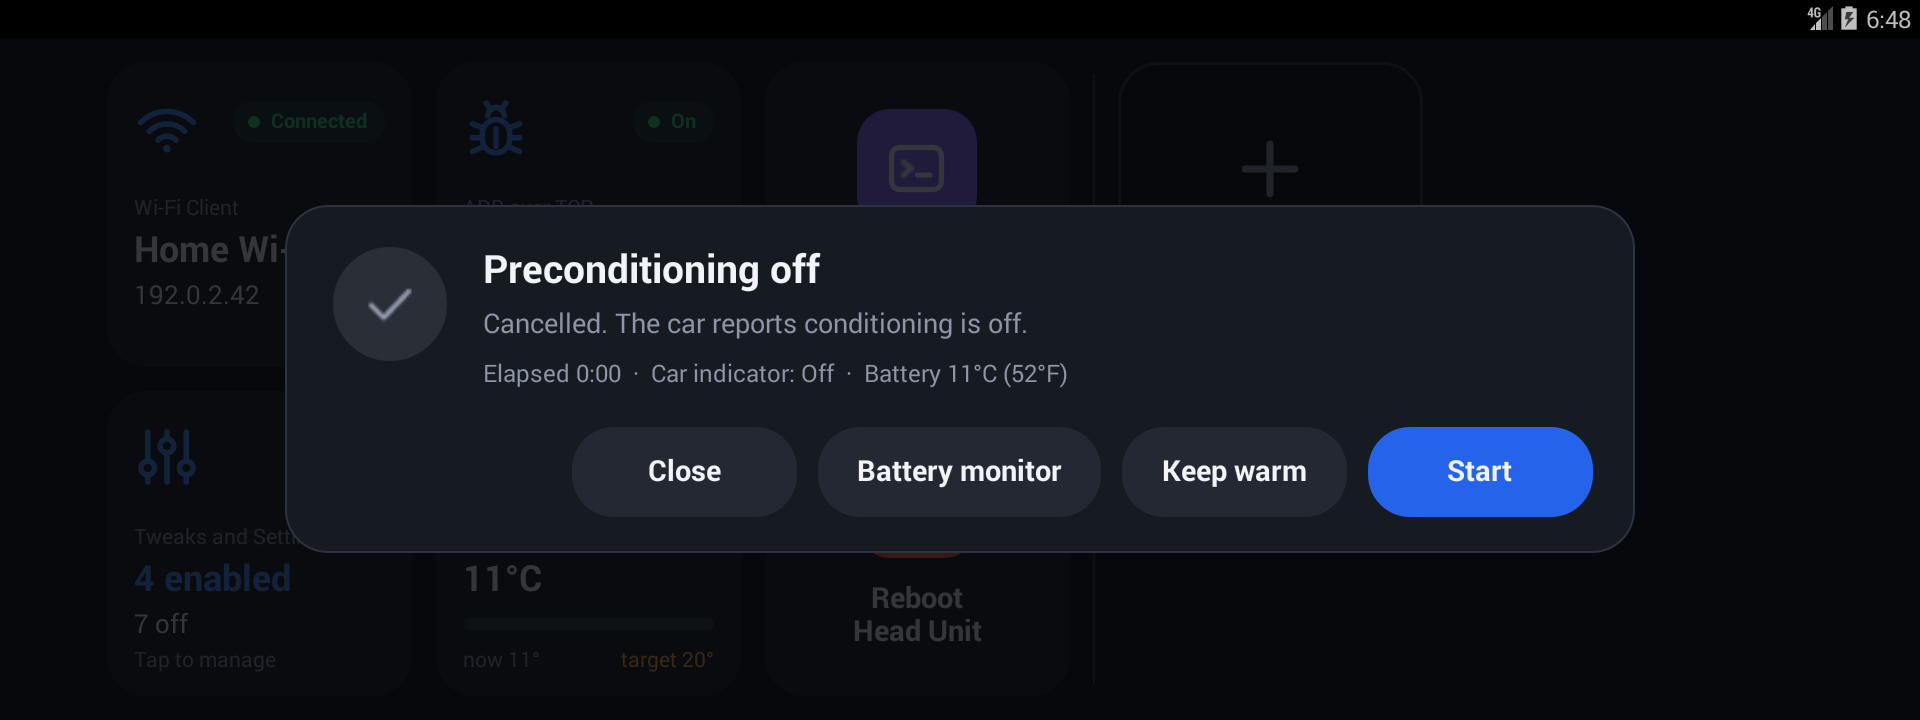 4G 6:48
Connected
On
Wi-Fi Client
Home Wi-
192.0.2.42
Preconditioning off
Cancelled. The car reports conditioning is off.
Elapsed 0:00 · Car indicator: Off · Battery 11°C (52°F)
Close
Battery monitor
Keep warm
Start
Tweaks and Setti
4 enabled
7 off
Tap to manage
11°C
now 11°
target 20°
Reboot
Head Unit